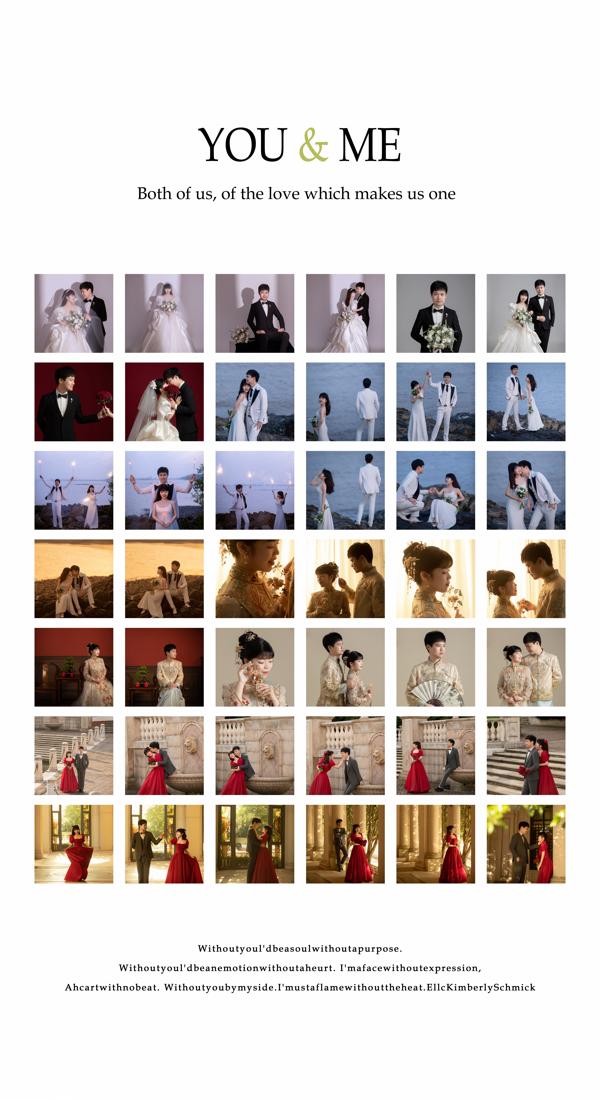 YOU & ME
Both of us, of the love which makes us one
Withoutyoul'dbeasoulwithoutapurpose.
Withoutyoul'dbeanemotionwithoutaheurt. I'mafacewithoutexpression,
Ahcartwithnobeat. Withoutyoubymyside.I'mustaflamewithouttheheat.EllcKimberlySchmick